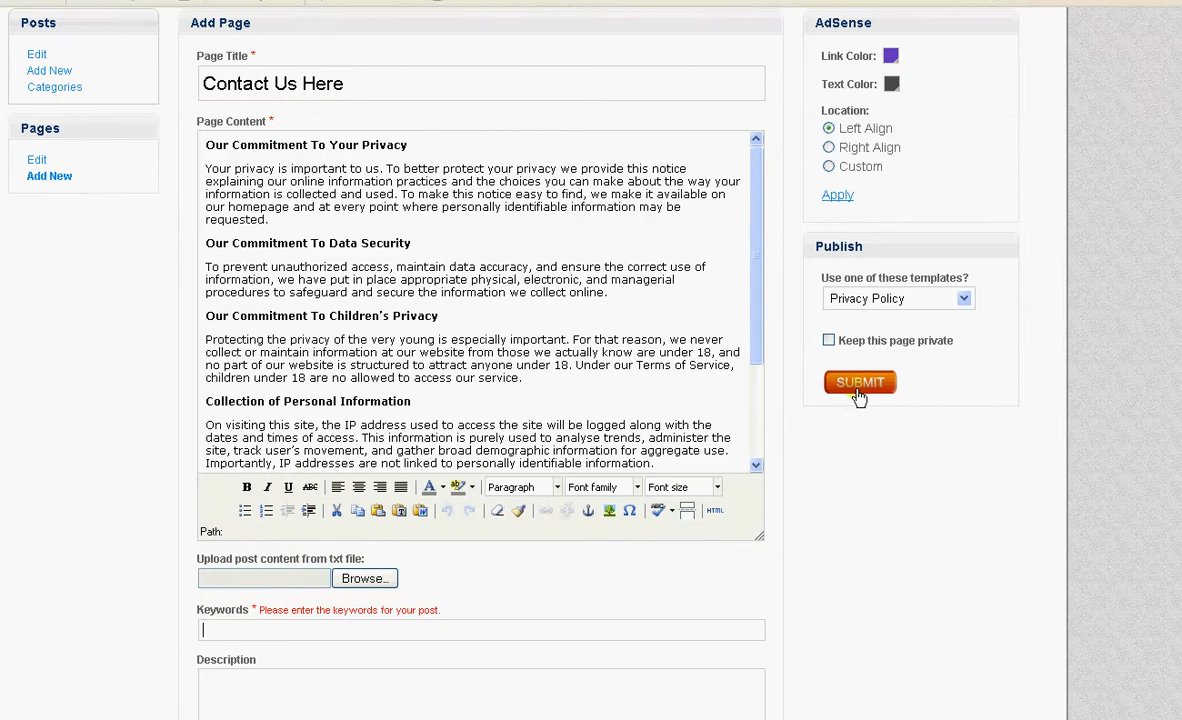 Posts
Edit
Add New
Categories
Pages
Edit
Add New
Add Page
Page Title *
Contact Us Here
Page Content *
Our Commitment To Your Privacy
Your privacy is important to us. To better protect your privacy we provide this notice
explaining our online information practices and the choices you can make about the way your
information is collected and used. To make this notice easy to find, we make it available on
our homepage and at every point where personally identifiable information may be
requested.
Our Commitment To Data Security
To prevent unauthorized access, maintain data accuracy, and ensure the correct use of
information, we have put in place appropriate physical, electronic, and managerial
procedures to safeguard and secure the information we collect online.
Our Commitment To Children's Privacy
Protecting the privacy of the very young is especially important. For that reason, we never
collect or maintain information at our website from those we actually know are under 18, and
no part of our website is structured to attract anyone under 18. Under our Terms of Service,
children under 18 are no allowed to access our service.
Collection of Personal Information
On visiting this site, the IP address used to access the site will be logged along with the
dates and times of access. This information is purely used to analyse trends, administer the
site, track user's movement, and gather broad demographic information for aggregate use.
Importantly, IP addresses are not linked to personally identifiable information.
B I U ABC A ab Paragraph Font family Font size
HTML
Path:
Upload post content from txt file:
Browse...
Keywords * Please enter the keywords for your post.
Description
AdSense
Link Color:
Text Color:
Location:
Left Align
Right Align
Custom
Apply
Publish
Use one of these templates?
Privacy Policy
Keep this page private
SUBMIT